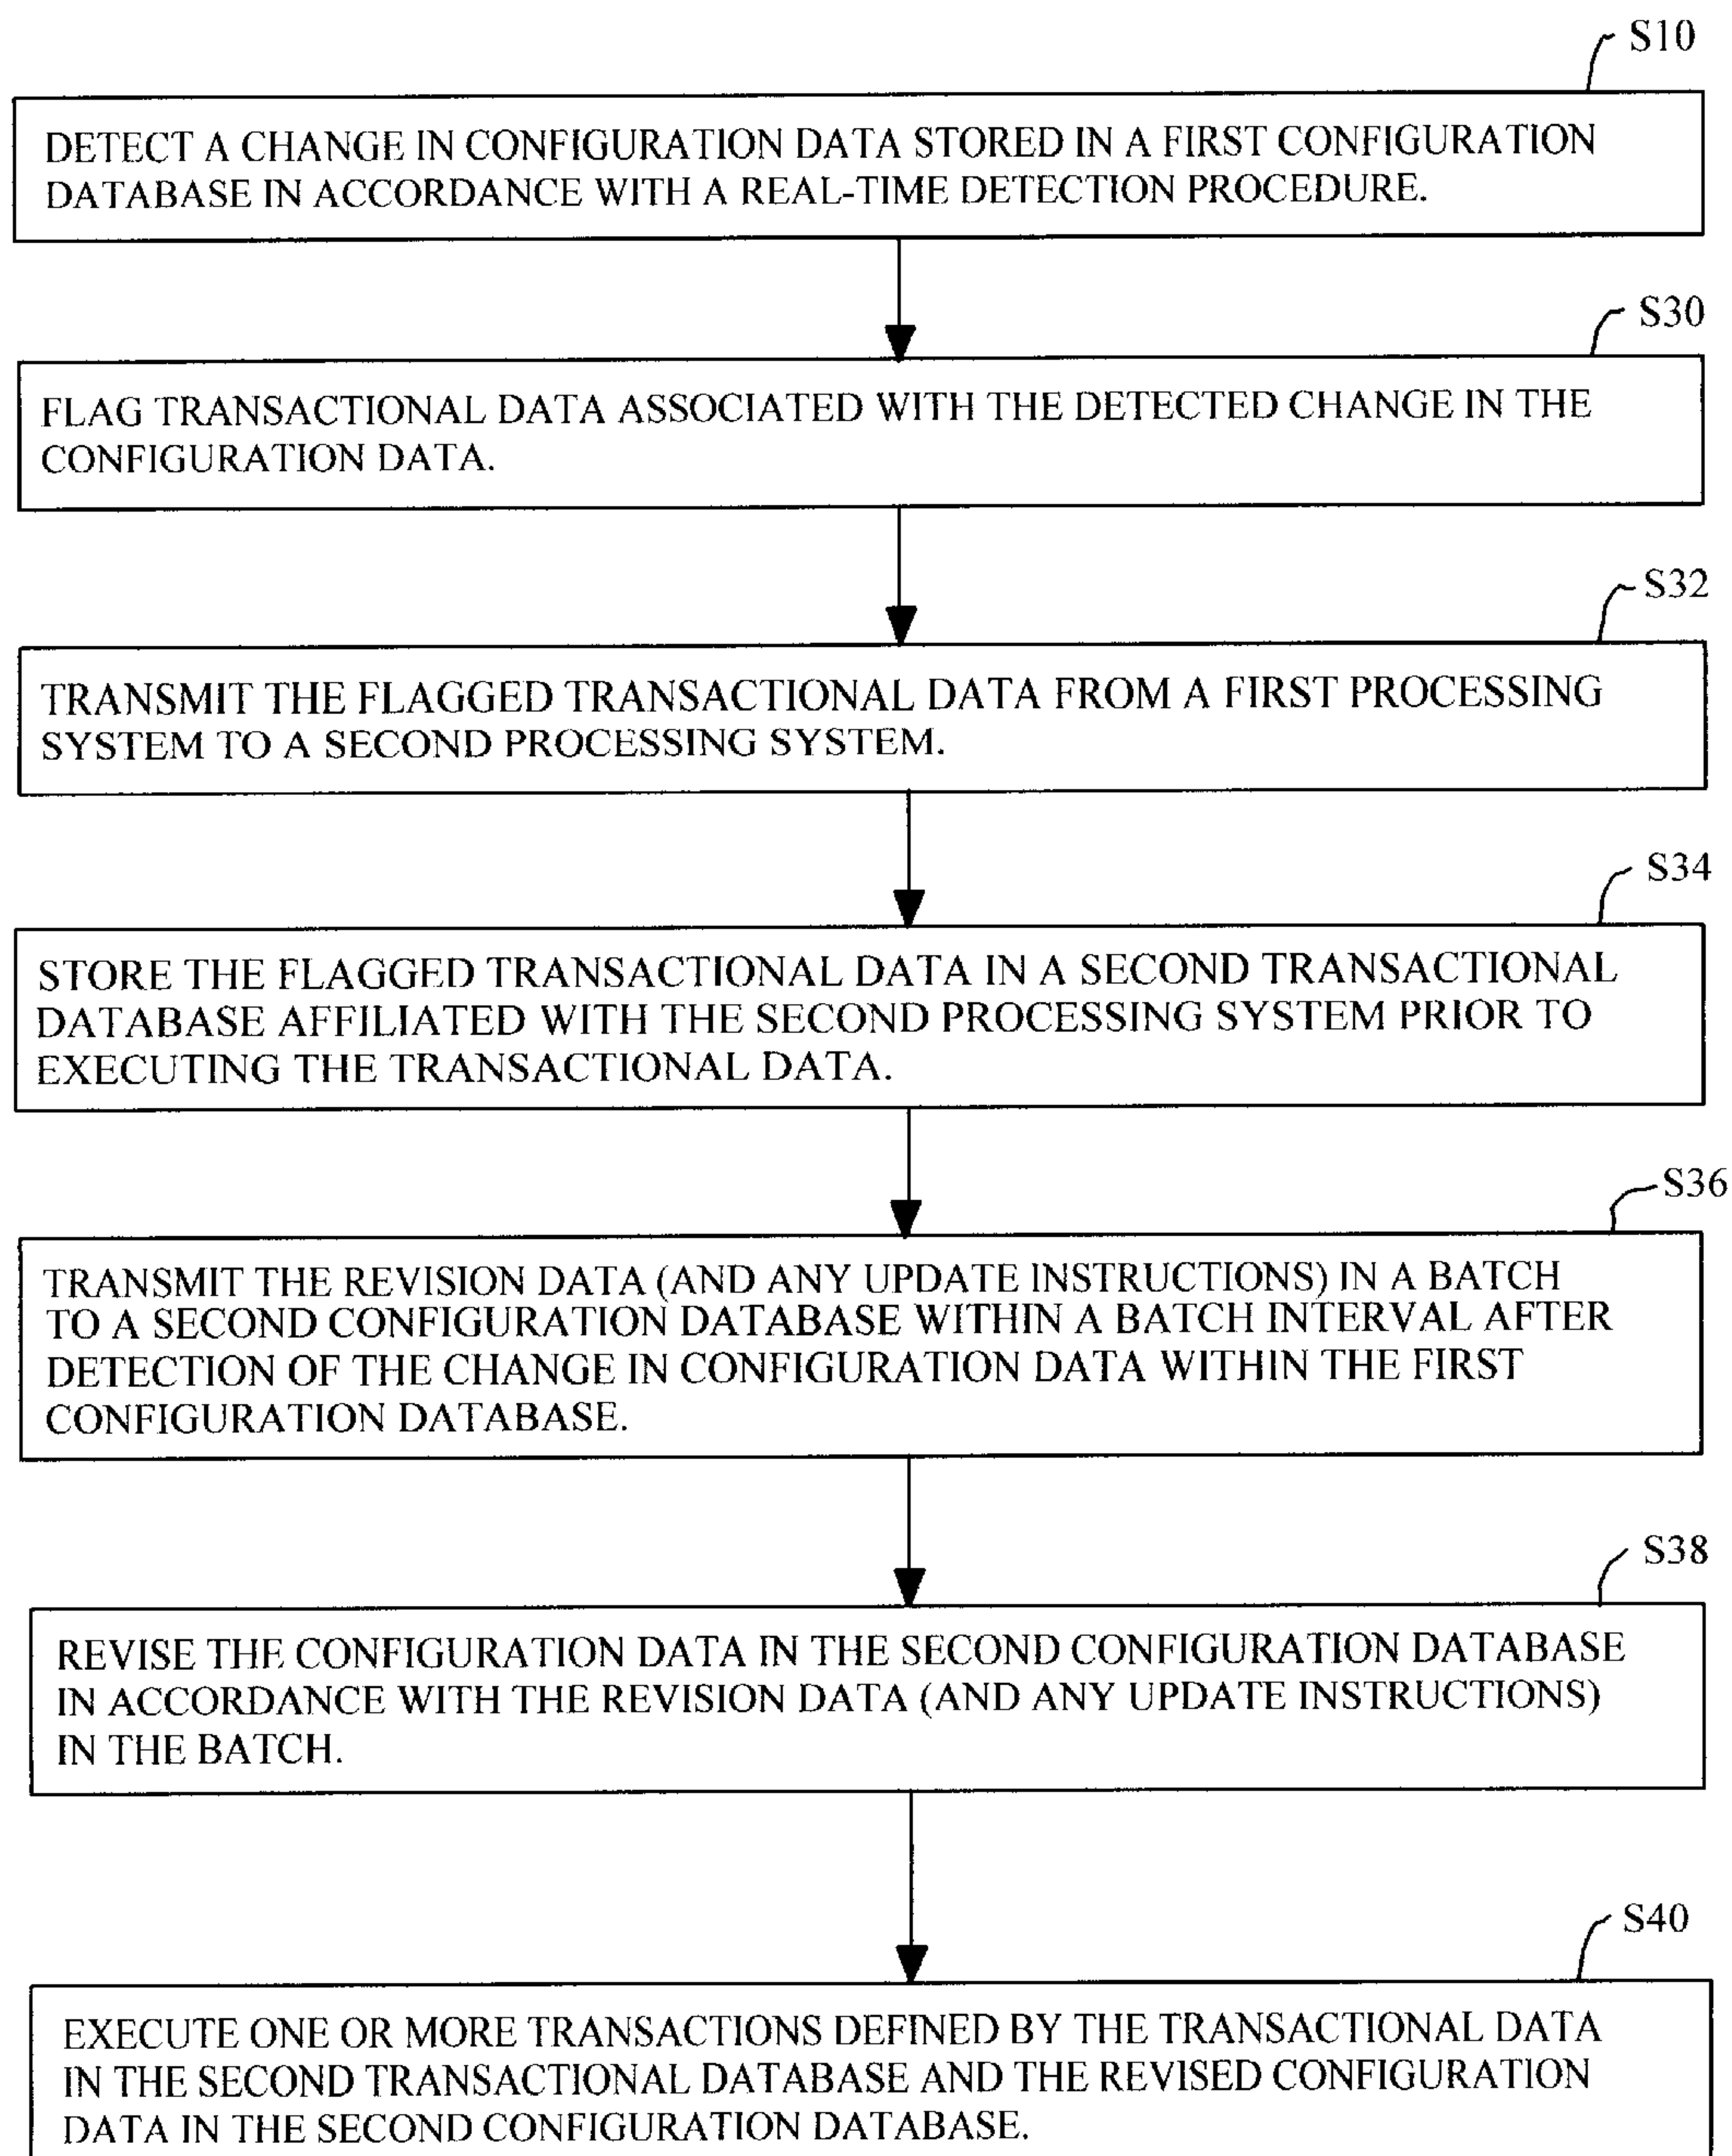 S10
DETECT A CHANGE IN CONFIGURATION DATA STORED IN A FIRST CONFIGURATION
DATABASE IN ACCORDANCE WITH A REAL-TIME DETECTION PROCEDURE.
S30
FLAG TRANSACTIONAL DATA ASSOCIATED WITH THE DETECTED CHANGE IN THE
CONFIGURATION DATA.
S32
TRANSMIT THE FLAGGED TRANSACTIONAL DATA FROM A FIRST PROCESSING
SYSTEM TO A SECOND PROCESSING SYSTEM.
S34
STORE THE FLAGGED TRANSACTIONAL DATA IN A SECOND TRANSACTIONAL
DATABASE AFFILIATED WITH THE SECOND PROCESSING SYSTEM PRIOR TO
EXECUTING THE TRANSACTIONAL DATA.
S36
TRANSMIT THE REVISION DATA (AND ANY UPDATE INSTRUCTIONS) IN A BATCH
TO A SECOND CONFIGURATION DATABASE WITHIN A BATCH INTERVAL AFTER
DETECTION OF THE CHANGE IN CONFIGURATION DATA WITHIN THE FIRST
CONFIGURATION DATABASE.
S38
REVISE THE CONFIGURATION DATA IN THE SECOND CONFIGURATION DATABASE
IN ACCORDANCE WITH THE REVISION DATA (AND ANY UPDATE INSTRUCTIONS)
IN THE BATCH.
S40
EXECUTE ONE OR MORE TRANSACTIONS DEFINED BY THE TRANSACTIONAL DATA
IN THE SECOND TRANSACTIONAL DATABASE AND THE REVISED CONFIGURATION
DATA IN THE SECOND CONFIGURATION DATABASE.